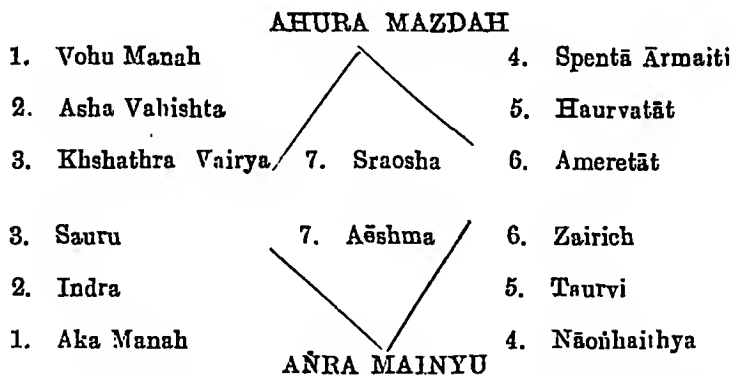 AHURA MAZDAH
1. Vohu Manah 4. Spentā Ārmaiti
2. Asha Vahishta 5. Haurvatāt
3. Khshathra Vairya 7. Sraosha 6. Ameretāt
3. Sauru 7. Aēshma 6. Zairich
2. Indra 5. Taurvi
1. Aka Manah 4. Nāoṅhaithya
AṄRA MAINYU